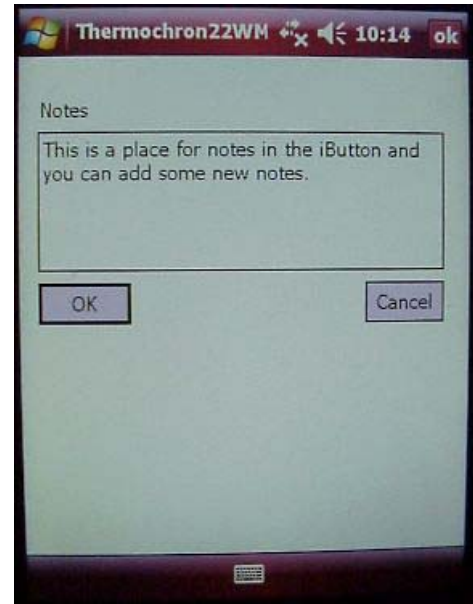 Thermochron22WM 10:14 ok
Notes
This is a place for notes in the iButton and
you can add some new notes.
OK Cancel